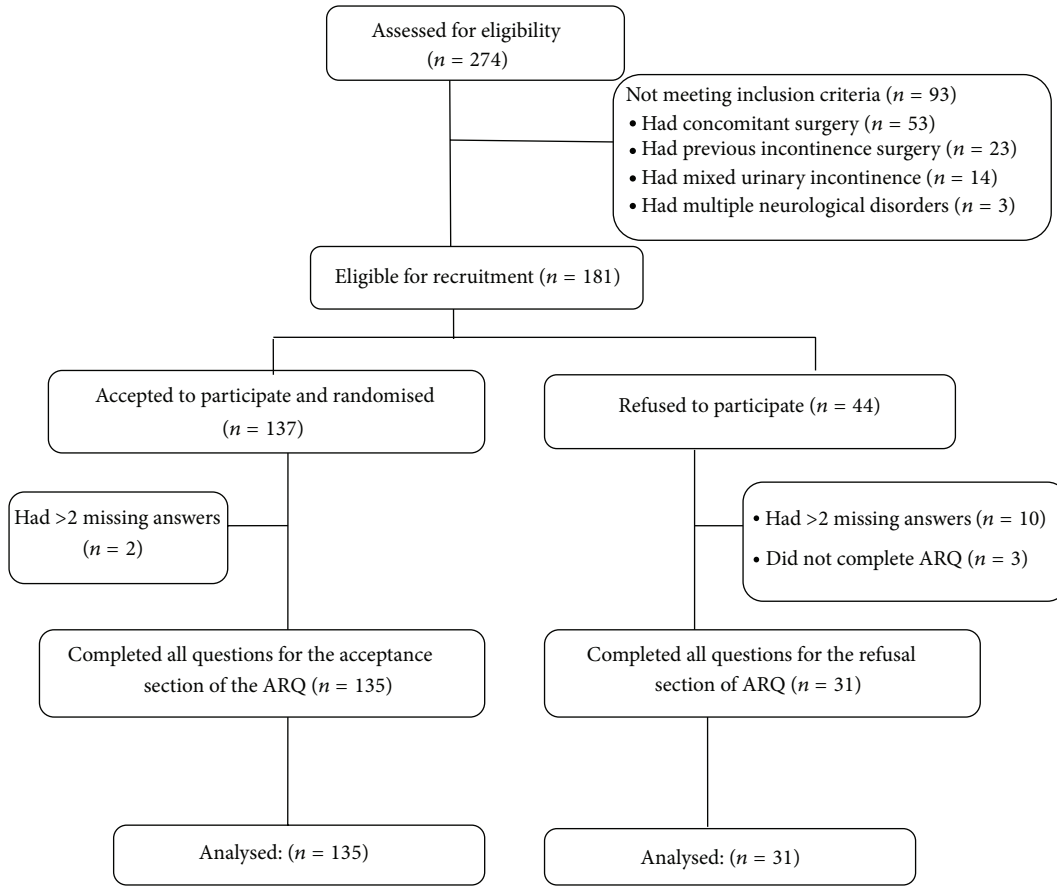 Assessed for eligibility
(n = 274)
Not meeting inclusion criteria (n = 93)
• Had concomitant surgery (n = 53)
• Had previous incontinence surgery (n = 23)
• Had mixed urinary incontinence (n = 14)
• Had multiple neurological disorders (n = 3)
Eligible for recruitment (n = 181)
Accepted to participate and randomised
(n = 137)
Refused to participate (n = 44)
Had >2 missing answers
(n = 2)
• Had >2 missing answers (n = 10)
• Did not complete ARQ (n = 3)
Completed all questions for the acceptance
section of the ARQ (n = 135)
Completed all questions for the refusal
section of ARQ (n = 31)
Analysed: (n = 135)
Analysed: (n = 31)